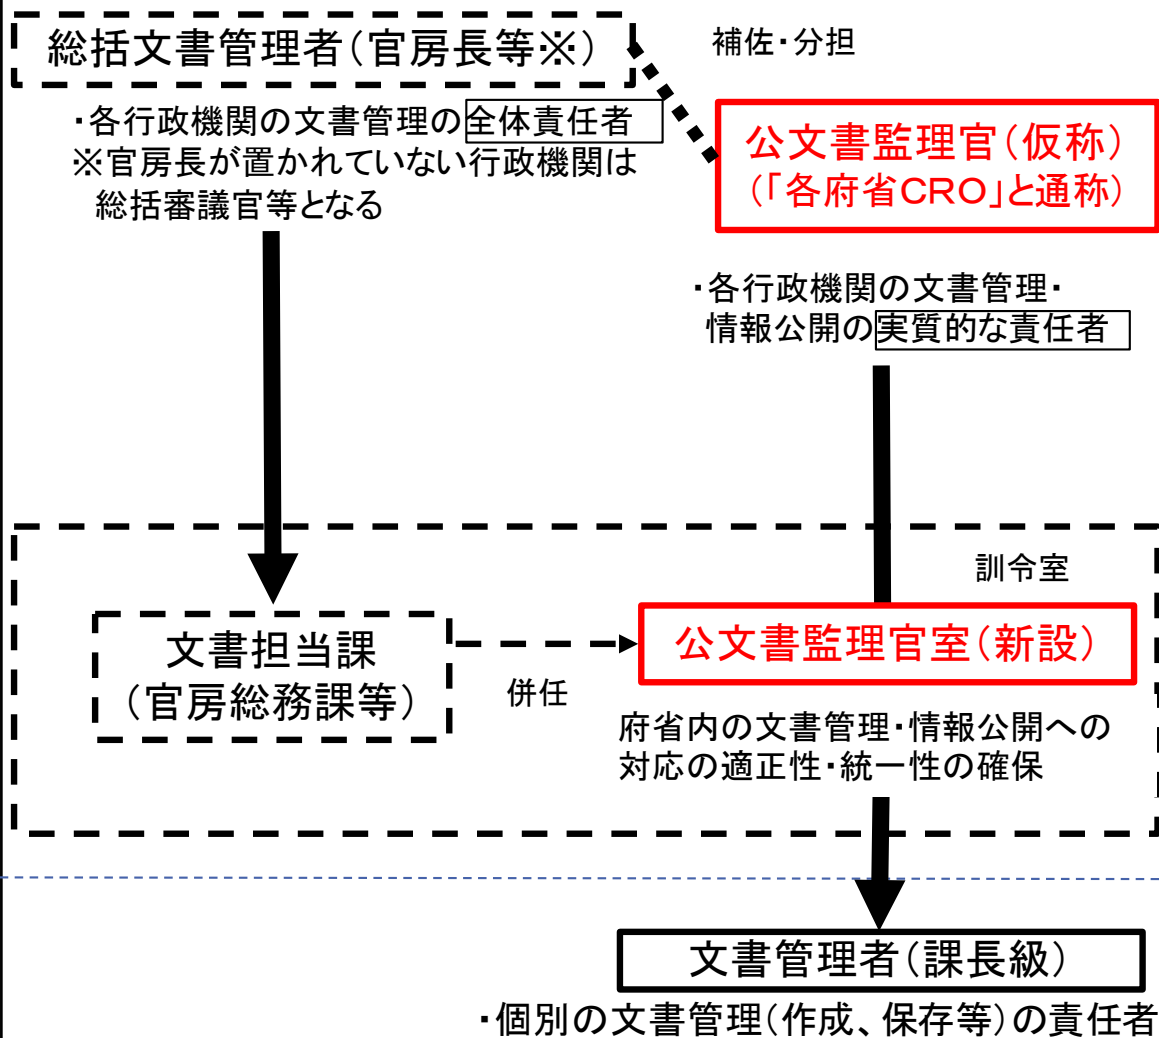 総括文書管理者(官房長等※)
補佐・分担
・各行政機関の文書管理の全体責任者
※官房長が置かれていない行政機関は
総括審議官等となる
公文書監理官(仮称)
(「各府省CRO」と通称)
・各行政機関の文書管理・
情報公開の実質的な責任者
訓令室
文書担当課
(官房総務課等)
併任
公文書監理官室(新設)
府省内の文書管理・情報公開への
対応の適正性・統一性の確保
文書管理者(課長級)
・個別の文書管理(作成、保存等)の責任者